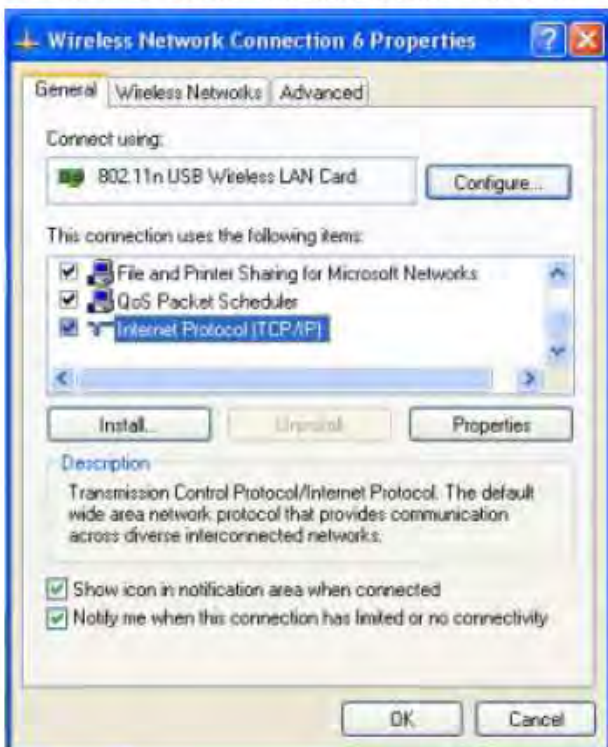 Wireless Network Connection 6 Properties
General
Wireless Networks
Advanced
Connect using:
802.11n USB Wireless LAN Card
Configure...
This connection uses the following items:
File and Printer Sharing for Microsoft Networks
QoS Packet Scheduler
Internet Protocol (TCP/IP)
Install...
Uninstall
Properties
Description
Transmission Control Protocol/Internet Protocol. The default
wide area network protocol that provides communication
across diverse interconnected networks.
Show icon in notification area when connected
Notify me when this connection has limited or no connectivity
OK
Cancel